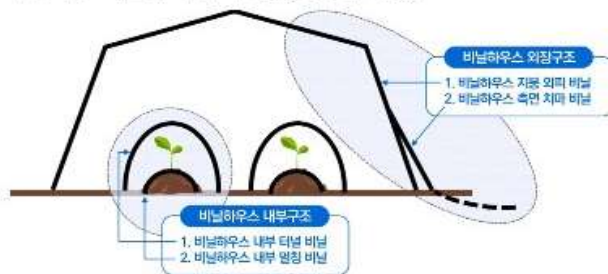 비닐하우스 외장구조
1. 비닐하우스 지붕 외피 비닐
2. 비닐하우스 측면 치마 비닐
비닐하우스 내부구조
1. 비닐하우스 내부 터널 비닐
2. 비닐하우스 내부 멀칭 비닐